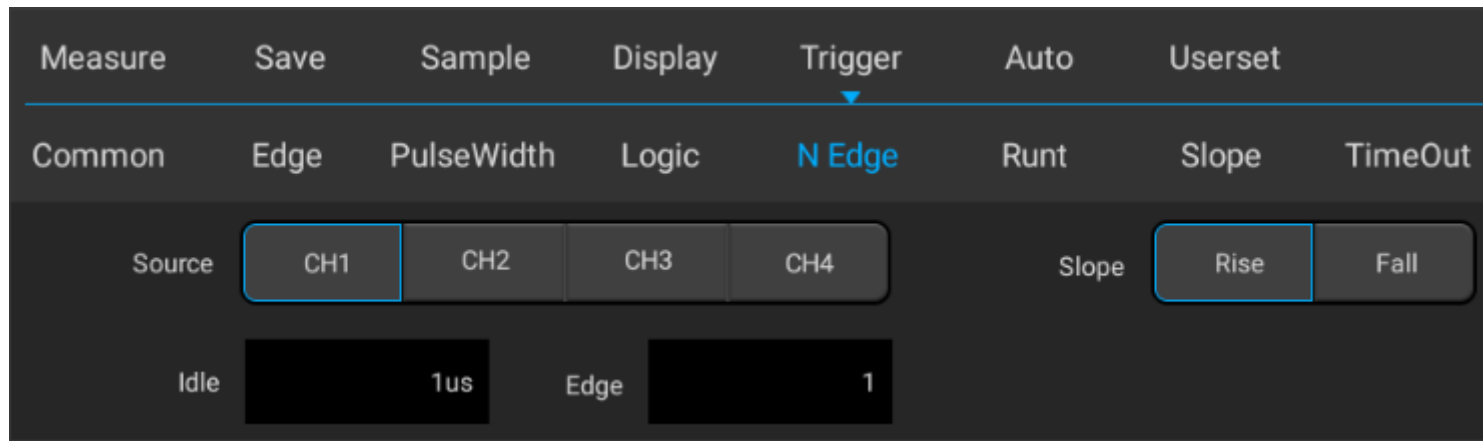 Measure Save Sample Display Trigger Auto Userset
Common Edge PulseWidth Logic N Edge Runt Slope TimeOut
Source CH1 CH2 CH3 CH4 Slope Rise Fall
Idle 1us Edge 1